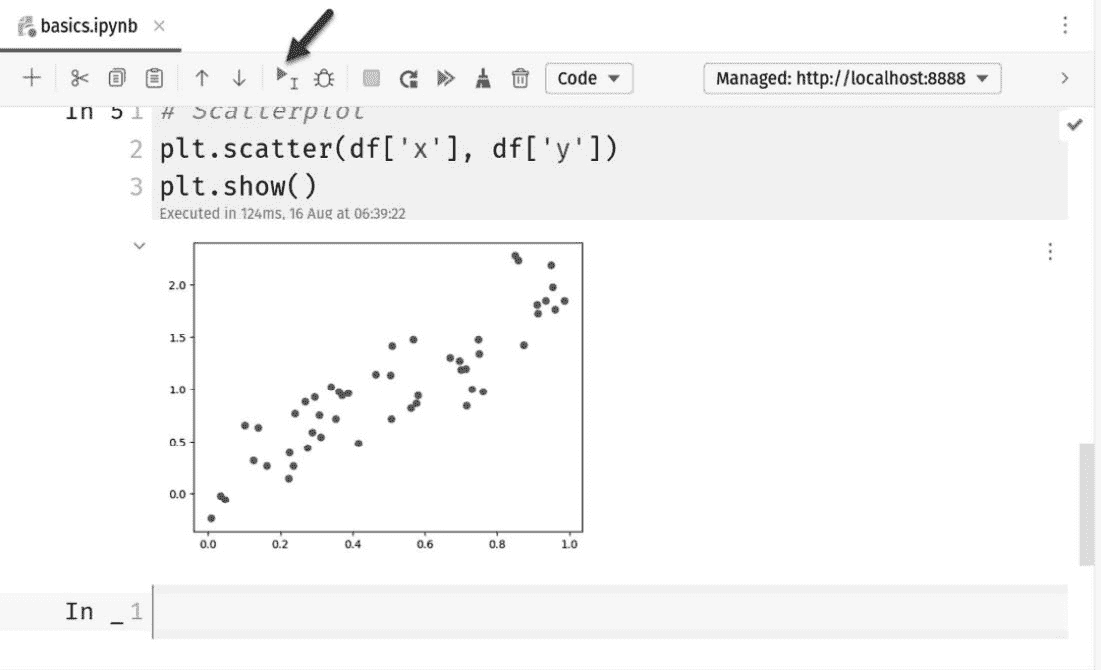 basics.ipynb
Code
Managed: http://localhost:8888
In 5 1 # Scatterplot
2 plt.scatter(df['x'], df['y'])
3 plt.show()
Executed in 124ms, 16 Aug at 06:39:22
2.0
1.5
1.0
0.5
0.0
0.0 0.2 0.4 0.6 0.8 1.0
In _ 1